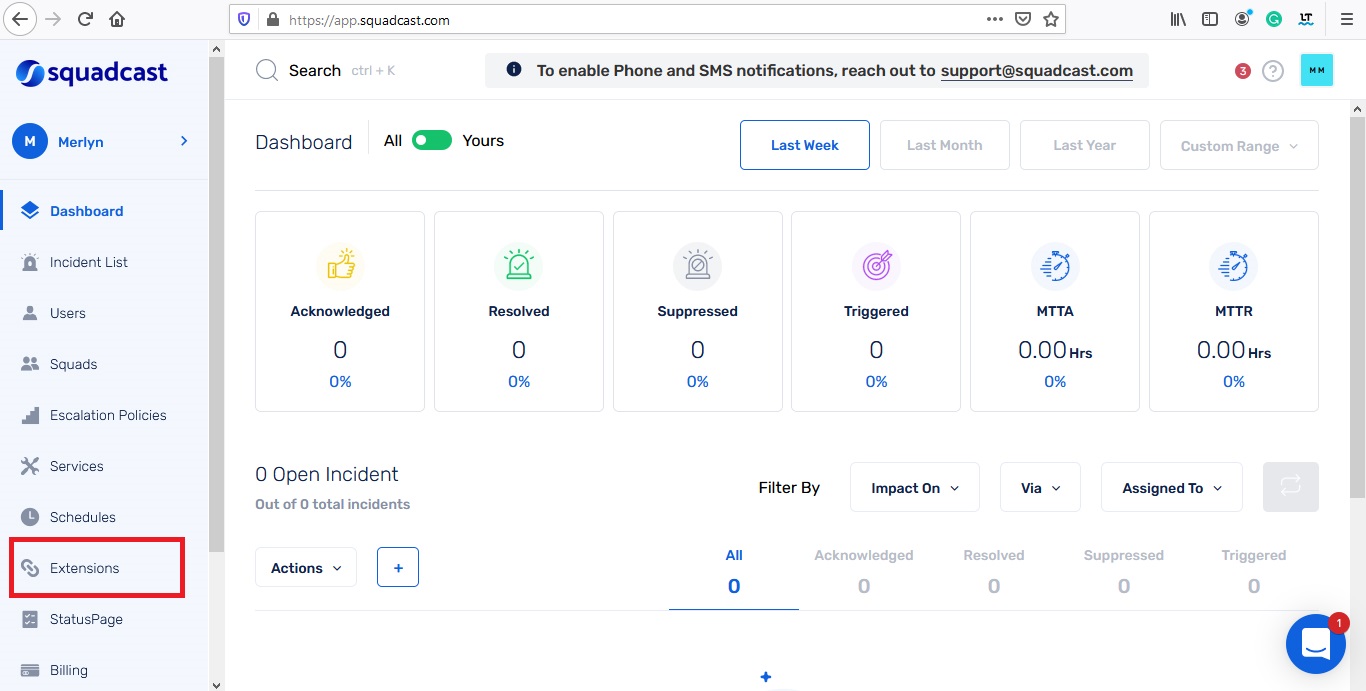 https://app.squadcast.com
LT
squadcast
Search ctrl + K
To enable Phone and SMS notifications, reach out to support@squadcast.com
3
?
M M
M
Merlyn
Dashboard
Incident List
Users
Squads
Escalation Policies
Services
Schedules
Extensions
StatusPage
Billing
Dashboard
All
Yours
Last Week
Last Month
Last Year
Custom Range
Acknowledged
0
0%
Resolved
0
0%
Suppressed
0
0%
Triggered
0
0%
MTTA
0.00 Hrs
0%
MTTR
0.00 Hrs
0%
0 Open Incident
Out of 0 total incidents
Filter By
Impact On
Via
Assigned To
Actions
+
All
0
Acknowledged
0
Resolved
0
Suppressed
0
Triggered
0
+
1